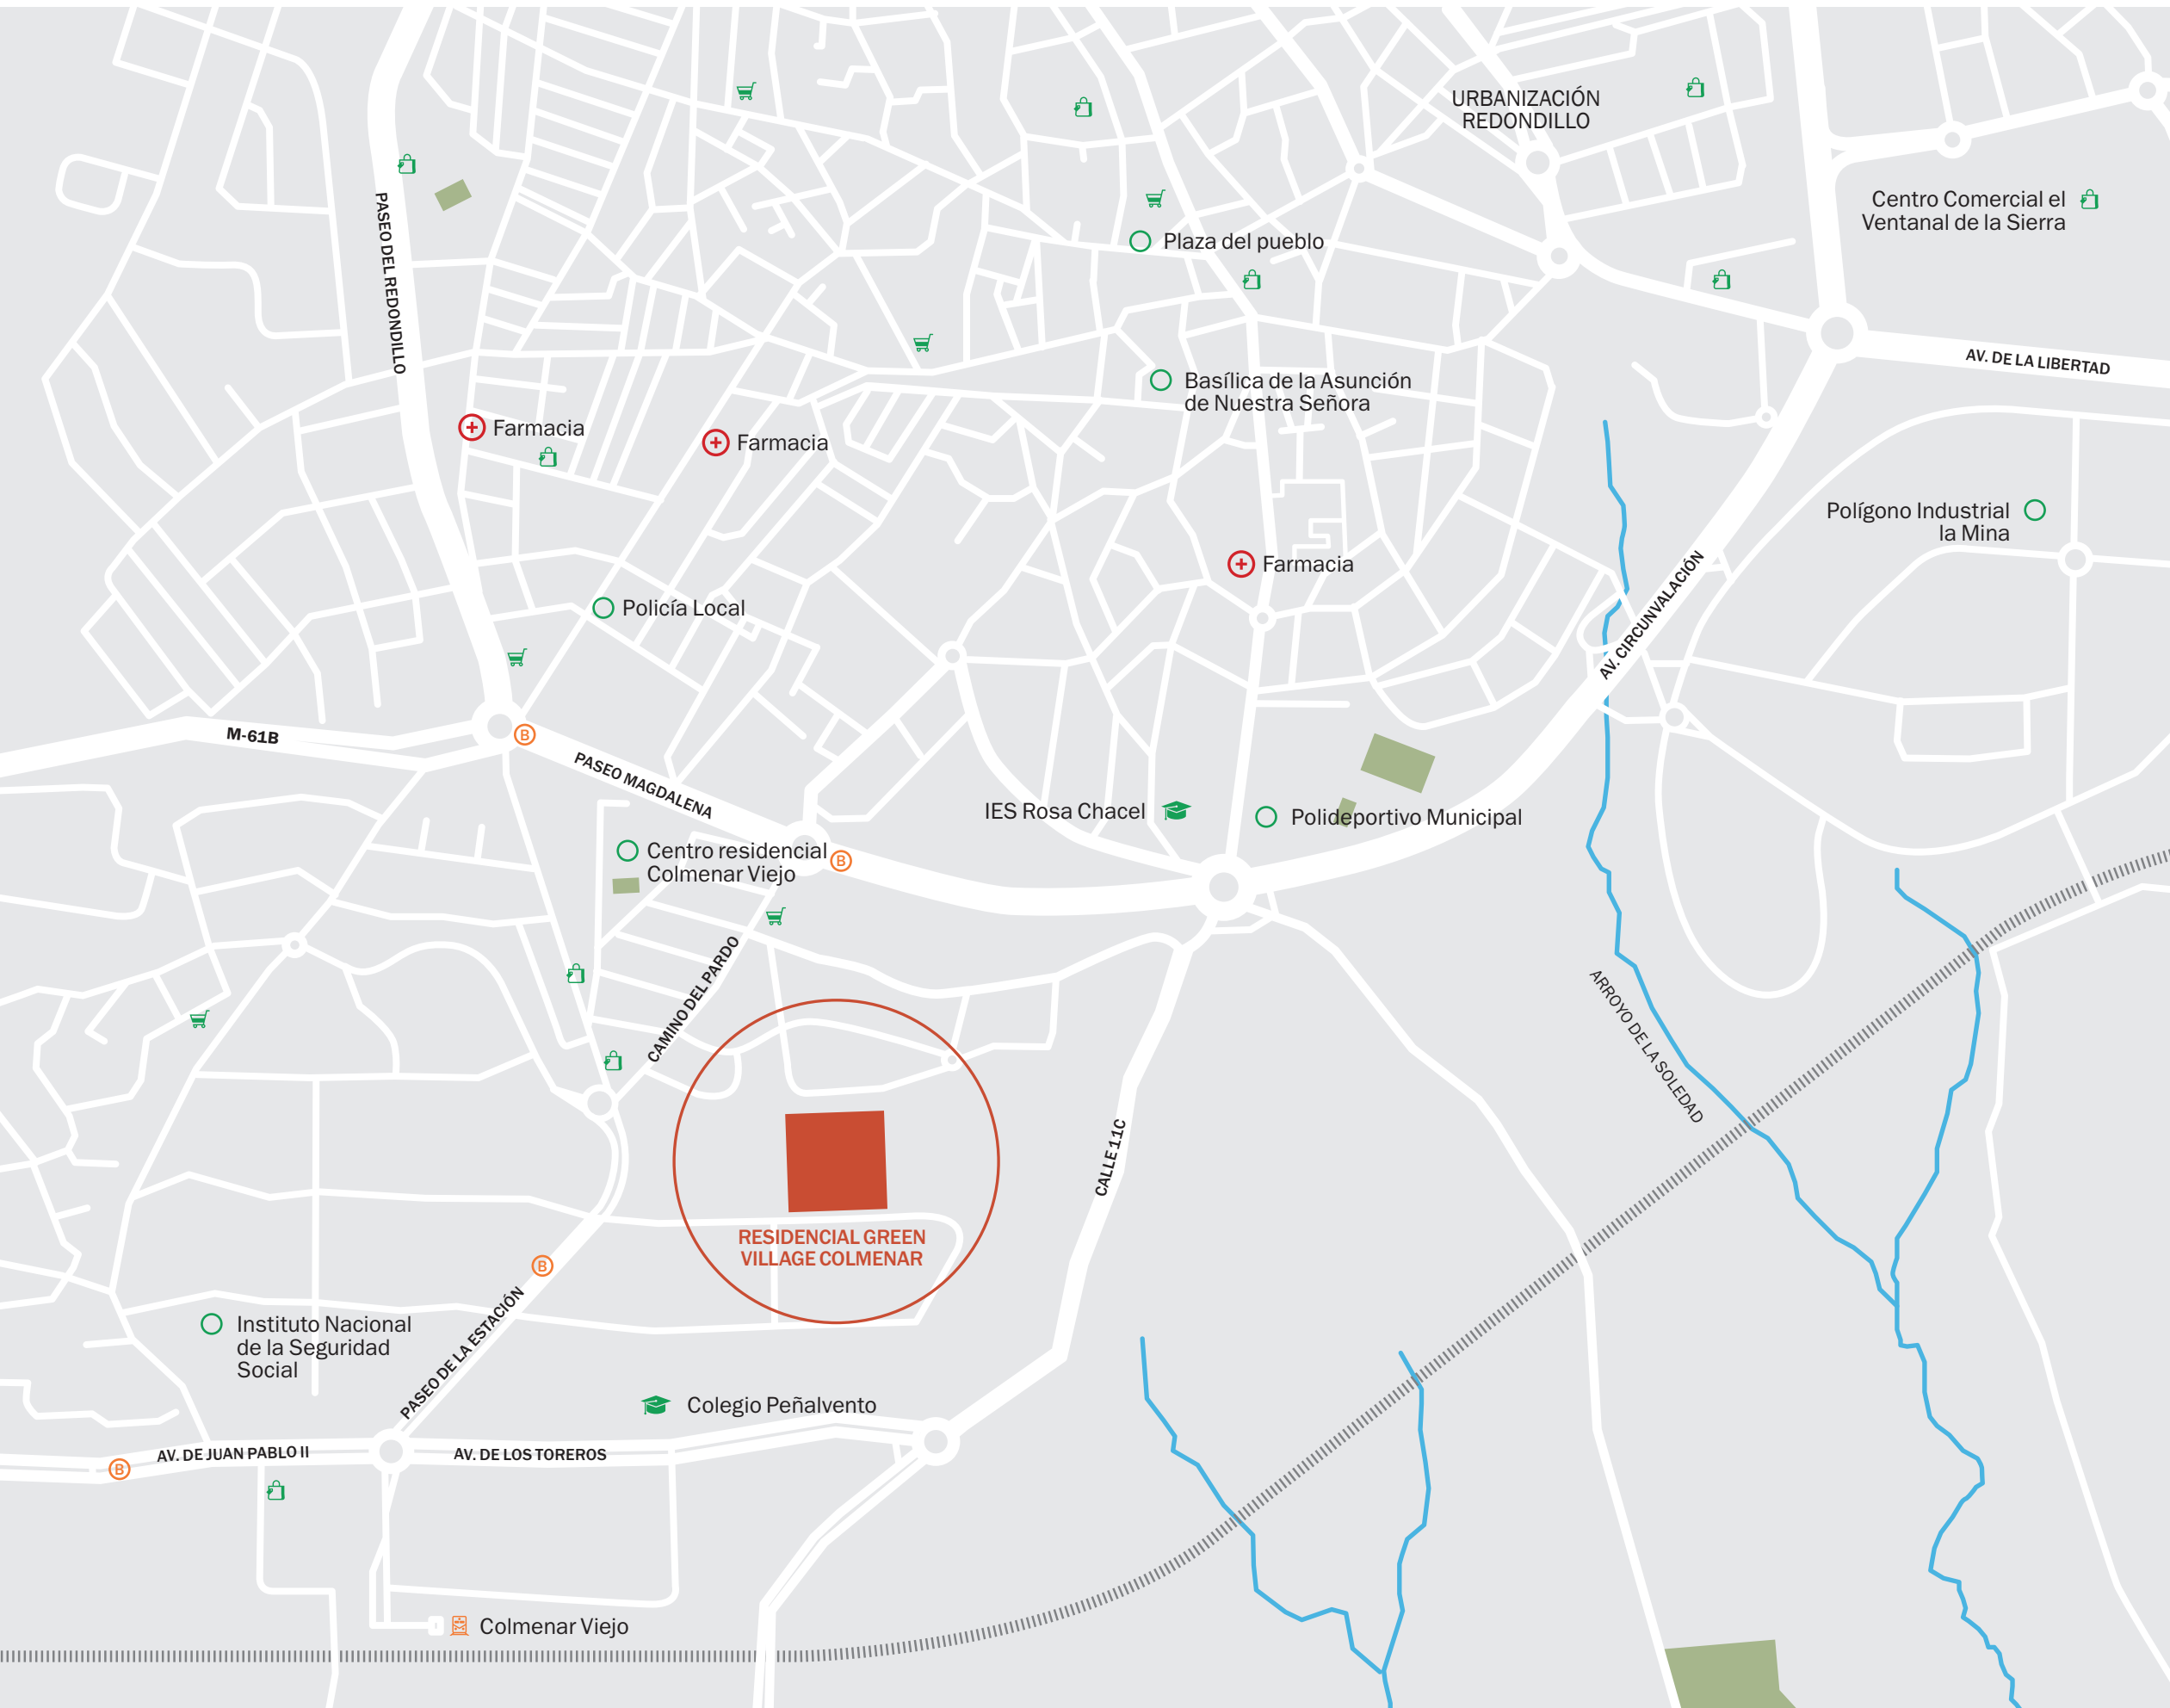 URBANIZACIÓN
REDONDILLO
Centro Comercial el
Ventanal de la Sierra
PASEO DEL REDONDILLO
Plaza del pueblo
AV. DE LA LIBERTAD
Basílica de la Asunción
de Nuestra Señora
Farmacia
Farmacia
Polígono Industrial
la Mina
Farmacia
Policía Local
AV. CIRCUNVALACIÓN
M-61B
B
PASEO MAGDALENA
IES Rosa Chacel
Polideportivo Municipal
Centro residencial
Colmenar Viejo
B
CAMINO DEL PARDO
ARROYO DE LA SOLEDAD
CALLE 11C
RESIDENCIAL GREEN
VILLAGE COLMENAR
B
Instituto Nacional
de la Seguridad
Social
PASEO DE LA ESTACIÓN
Colegio Peñalvento
AV. DE JUAN PABLO II
AV. DE LOS TOREROS
B
Colmenar Viejo